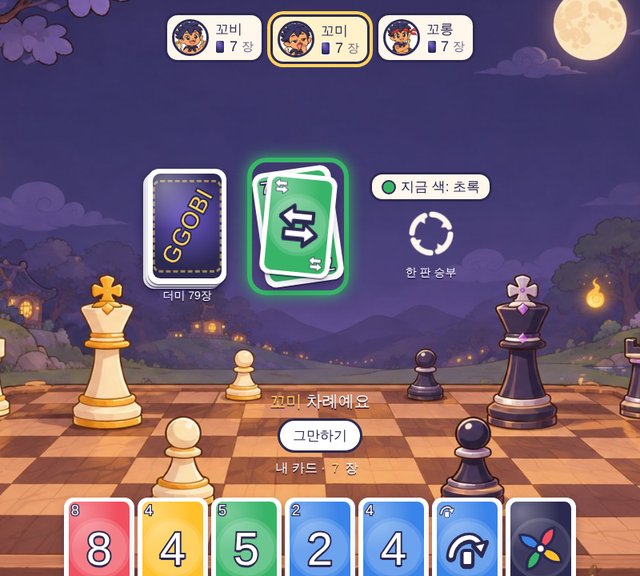 꼬비
7 장
꼬미
7 장
꼬롱
7 장
GGOBI
7
지금 색: 초록
한 판 승부
더미 79장
꼬미 차례예요
그만하기
내 카드 · 7 장
8
8
4
4
5
5
2
2
4
4